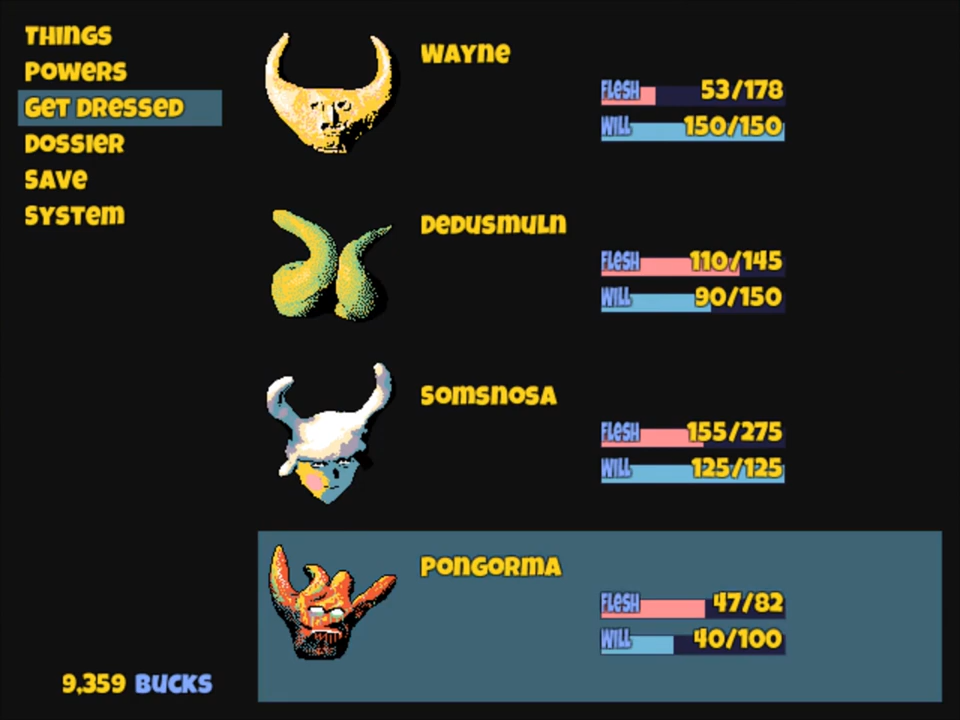 THINGS
POWERS
GET DRESSED
DOSSIER
SAVE
SYSTEM
9,359 BUCKS
WAYNE
FLESH 53/178
WILL 150/150
DEDUSMULN
FLESH 110/145
WILL 90/150
SOMSNOSA
FLESH 155/275
WILL 125/125
PONGORMA
FLESH 47/82
WILL 40/100